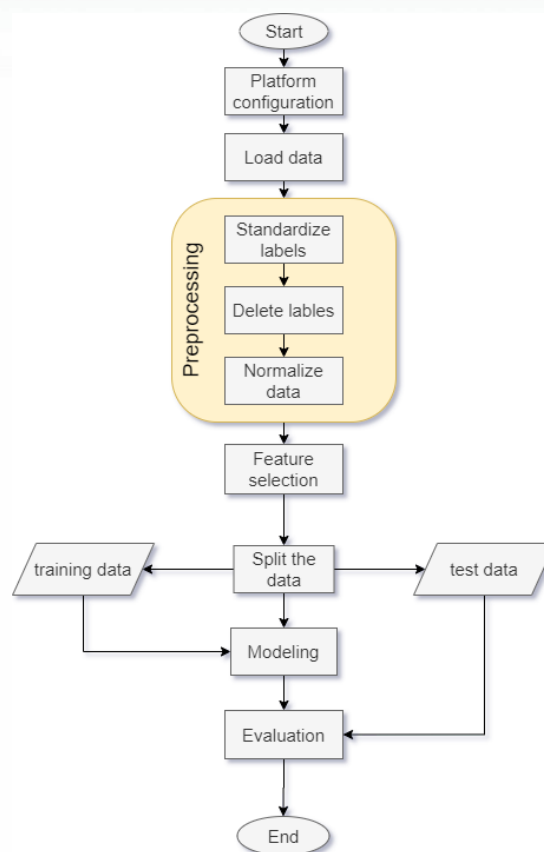 Start
Platform
configuration
Load data
Preprocessing
Standardize
labels
Delete lables
Normalize
data
Feature
selection
training data
Split the
data
test data
Modeling
Evaluation
End